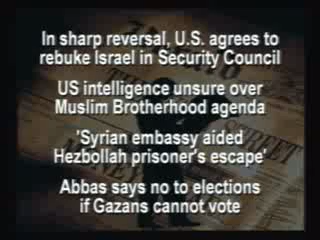 In sharp reversal, U.S. agrees to
rebuke Israel in Security Council
US intelligence unsure over
Muslim Brotherhood agenda
'Syrian embassy aided
Hezbollah prisoner's escape'
Abbas says no to elections
if Gazans cannot vote